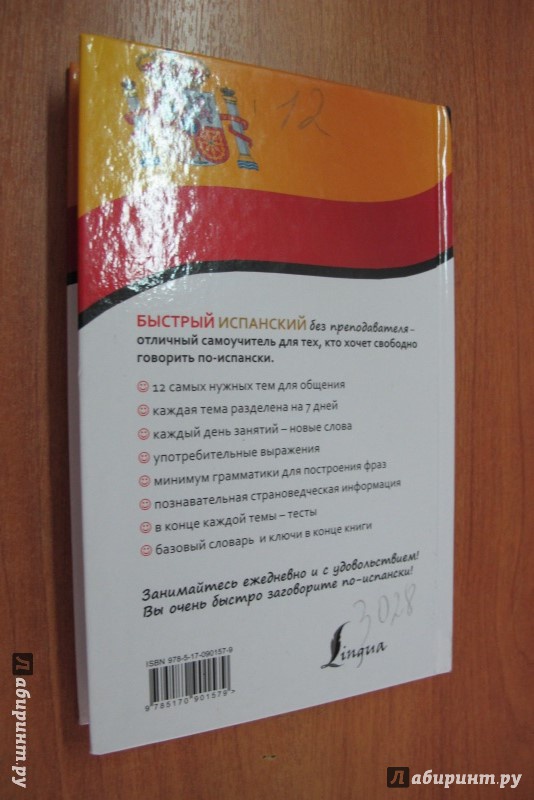 12
БЫСТРЫЙ ИСПАНСКИЙ без преподавателя-
отличный самоучитель для тех, кто хочет свободно
говорить по-испански.
12 самых нужных тем для общения
каждая тема разделена на 7 дней
каждый день занятий – новые слова
употребительные выражения
минимум грамматики для построения фраз
познавательная страноведческая информация
в конце каждой темы – тесты
базовый словарь и ключи в конце книги
Занимайтесь ежедневно и с удовольствием!
Вы очень быстро заговорите по-испански!
3028
Lingua
ISBN 978-5-17-090157-9
9 785170 901579 >
Лабиринт.ру
Лабиринт.ру
Лабиринт.ру